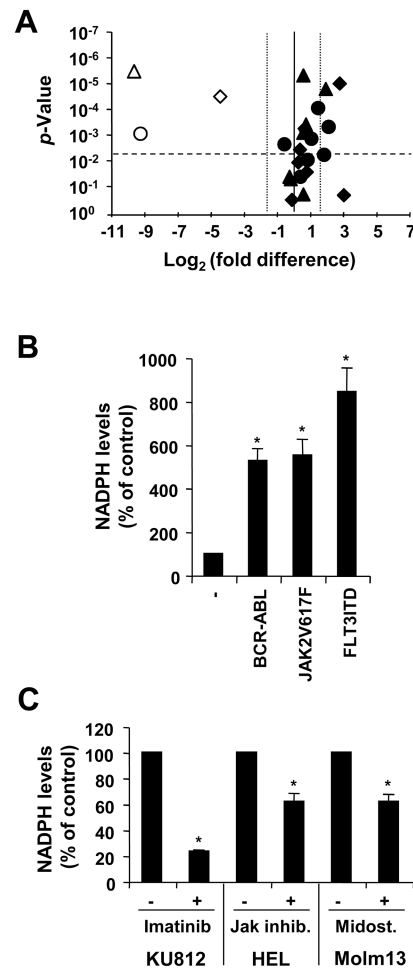 A
p-Value
10⁻⁷
10⁻⁶
10⁻⁵
10⁻⁴
10⁻³
10⁻²
10⁻¹
10⁰
-11 -9 -7 -5 -3 -1 1 3 5 7
Log₂ (fold difference)
B
NADPH levels
(% of control)
1000
800
600
400
200
0
* * *
- BCR-ABL JAK2V617F FLT3ITD
C
NADPH levels
(% of control)
120
100
80
60
40
20
0
* * *
- + - + - +
Imatinib Jak inhib. Midost.
KU812 HEL Molm13